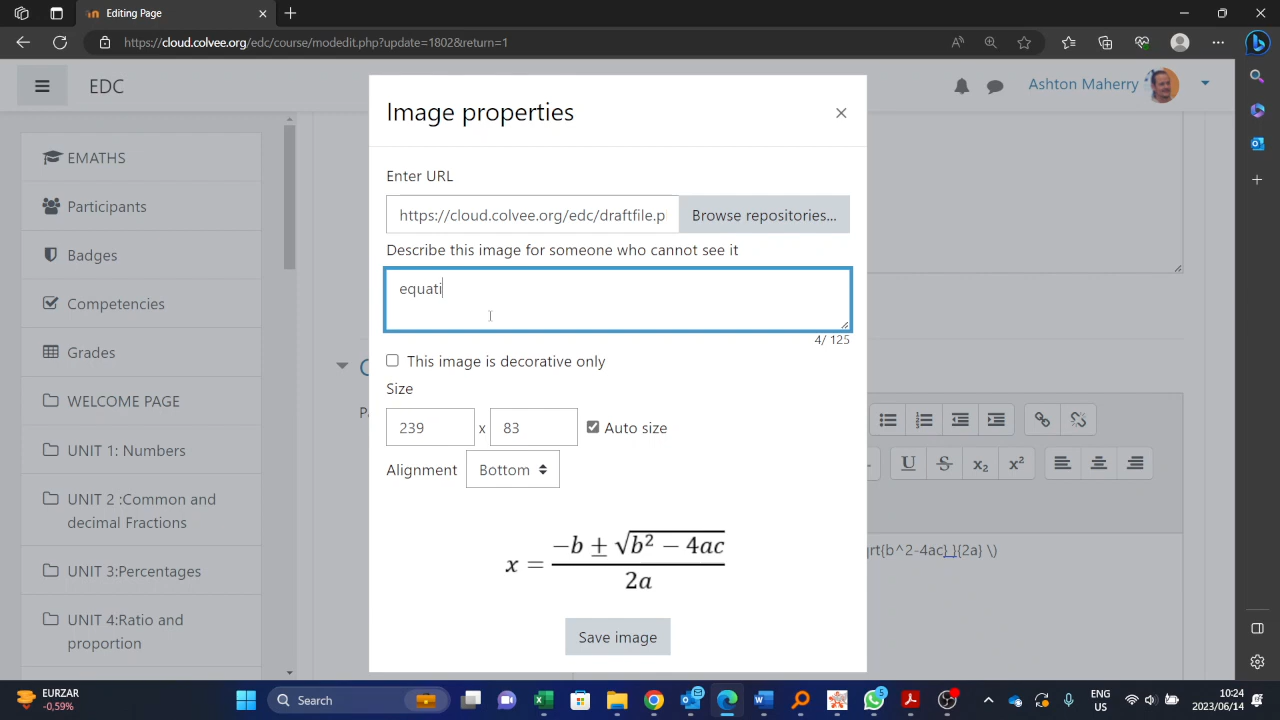 Editing Page
https://cloud.colvee.org/edc/course/modedit.php?update=1802&return=1
EDC
Ashton Maherry
EMATHS
Participants
Badges
Competencies
Grades
WELCOME PAGE
UNIT 1: Numbers
UNIT 2 :Common and
decimal Fractions
UNIT 3:Percentages
UNIT 4:Ratio and
proportion
Image properties
Enter URL
https://cloud.colvee.org/edc/draftfile.p
Browse repositories...
Describe this image for someone who cannot see it
equati
4/ 125
This image is decorative only
Size
239 x 83
Auto size
Alignment
Bottom
x = −b ± √b² − 4ac
2a
Save image
rt{b^2-4ac} }{2a} \)
EURZAR
-0,59%
Search
5
ENG
US
10:24
2023/06/14